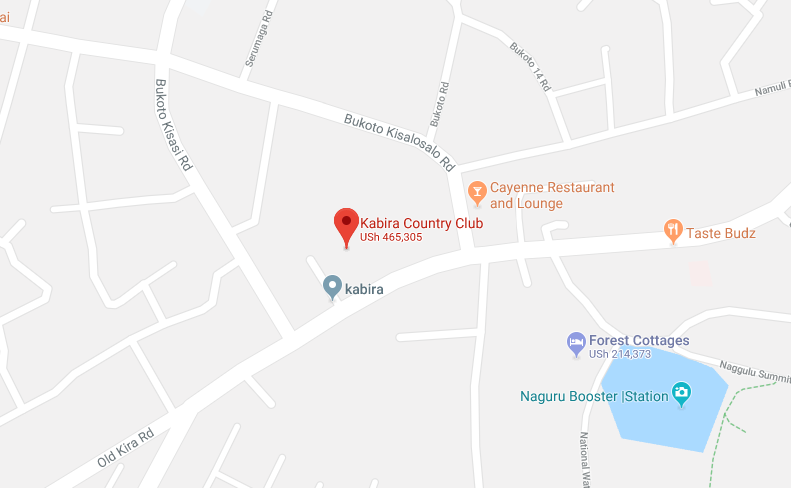 ai
Serumaga Rd
Bukoto 14 Rd
Bukoto Kisasi Rd
Bukoto Rd
Namuli
Bukoto Kisalosalo Rd
Cayenne Restaurant
and Lounge
Kabira Country Club
USh 465,305
Taste Budz
kabira
Forest Cottages
USh 214,373
Naggulu Summit
Naguru Booster |Station
Old Kira Rd
National Wat